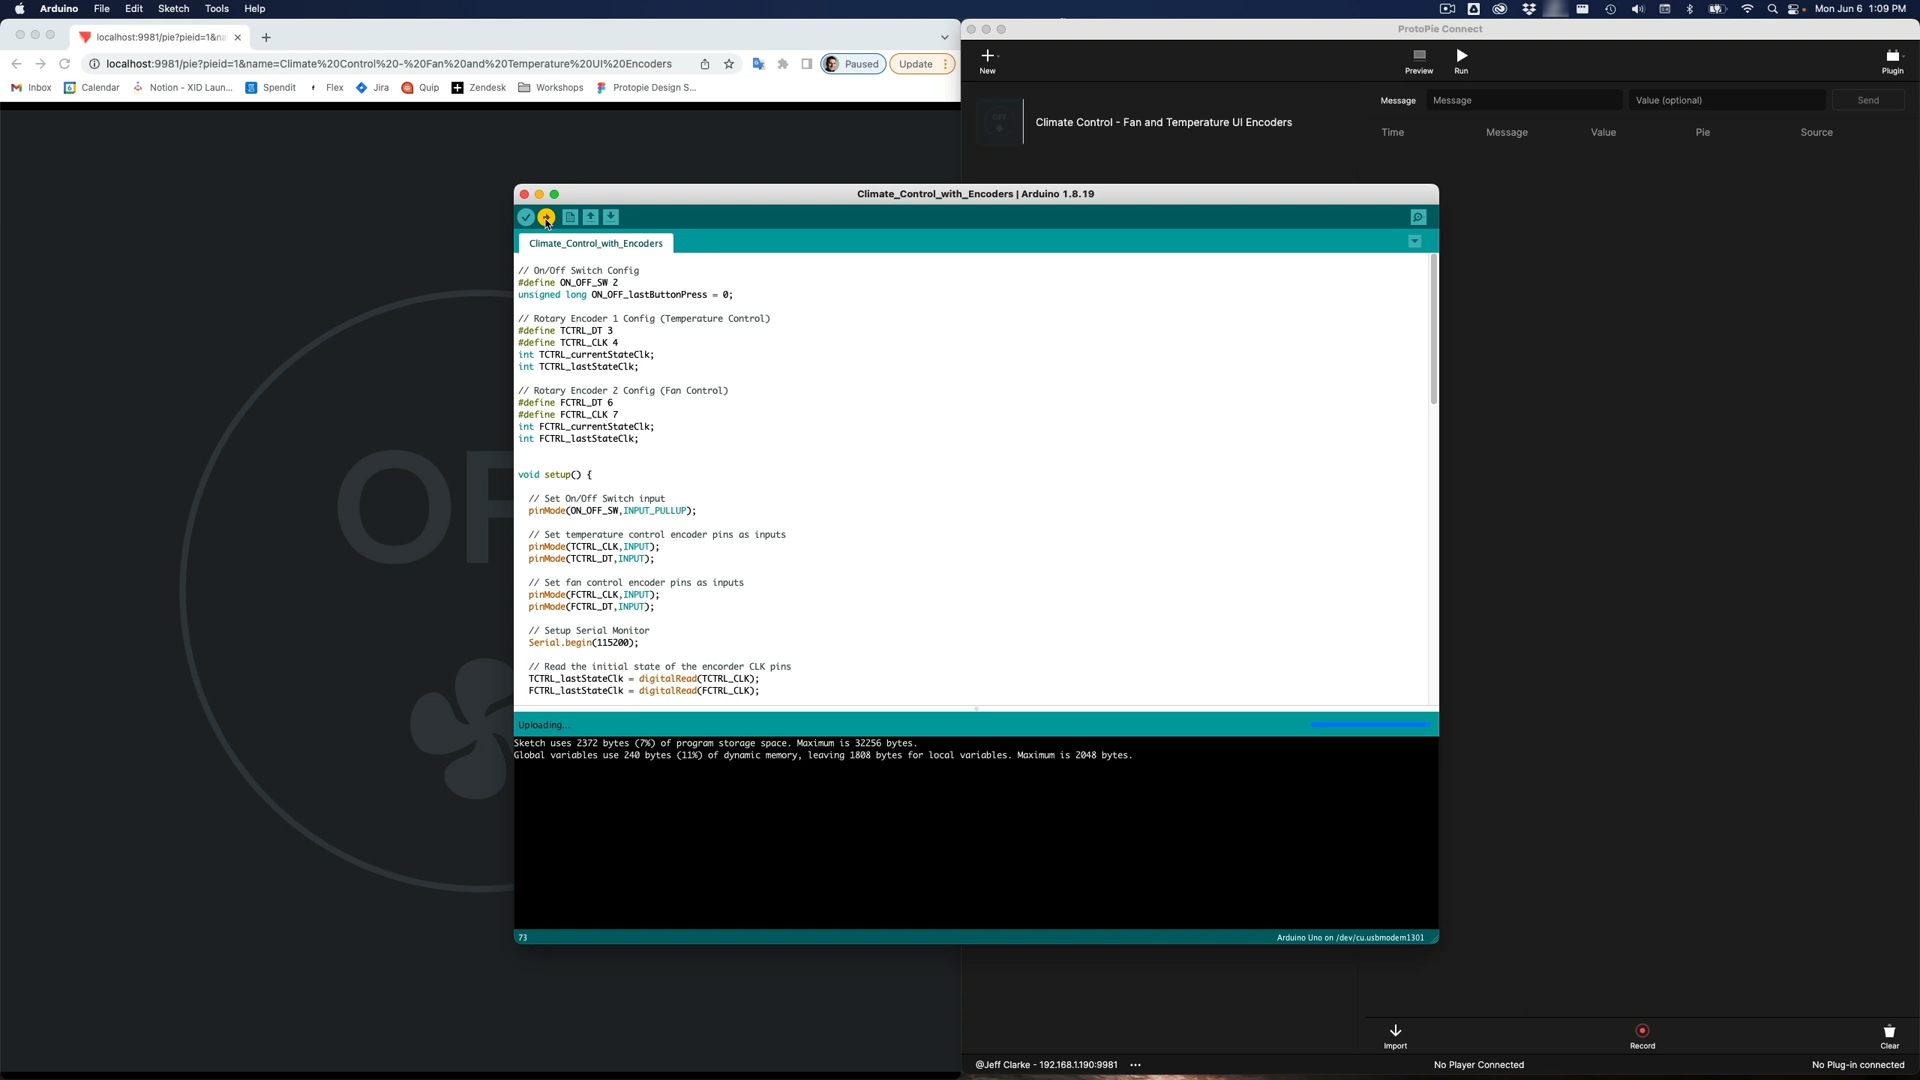 Arduino File Edit Sketch Tools Help
Mon Jun 6 1:09 PM
localhost:9981/pie?pieid=1&na
localhost:9981/pie?pieid=1&name=Climate%20Control%20-%20Fan%20and%20Temperature%20UI%20Encoders
Paused
Update
Inbox Calendar Notion - XID Laun... Spendit Flex Jira Quip Zendesk Workshops Protopie Design S...
OF
ProtoPie Connect
New
Preview
Run
Plugin
OFF
Climate Control - Fan and Temperature UI Encoders
Message Message Value (optional) Send
Time Message Value Pie Source
Climate_Control_with_Encoders | Arduino 1.8.19
Climate_Control_with_Encoders
// On/Off Switch Config
#define ON_OFF_SW 2
unsigned long ON_OFF_lastButtonPress = 0;
// Rotary Encoder 1 Config (Temperature Control)
#define TCTRL_DT 3
#define TCTRL_CLK 4
int TCTRL_currentStateClk;
int TCTRL_lastStateClk;
// Rotary Encoder 2 Config (Fan Control)
#define FCTRL_DT 6
#define FCTRL_CLK 7
int FCTRL_currentStateClk;
int FCTRL_lastStateClk;
void setup() {
// Set On/Off Switch input
pinMode(ON_OFF_SW,INPUT_PULLUP);
// Set temperature control encoder pins as inputs
pinMode(TCTRL_CLK,INPUT);
pinMode(TCTRL_DT,INPUT);
// Set fan control encoder pins as inputs
pinMode(FCTRL_CLK,INPUT);
pinMode(FCTRL_DT,INPUT);
// Setup Serial Monitor
Serial.begin(115200);
// Read the initial state of the encorder CLK pins
TCTRL_lastStateClk = digitalRead(TCTRL_CLK);
FCTRL_lastStateClk = digitalRead(FCTRL_CLK);
Uploading...
Sketch uses 2372 bytes (7%) of program storage space. Maximum is 32256 bytes.
Global variables use 240 bytes (11%) of dynamic memory, leaving 1808 bytes for local variables. Maximum is 2048 bytes.
73
Arduino Uno on /dev/cu.usbmodem1301
Import
Record
Clear
@Jeff Clarke - 192.168.1.190:9981 •••
No Player Connected
No Plug-in connected